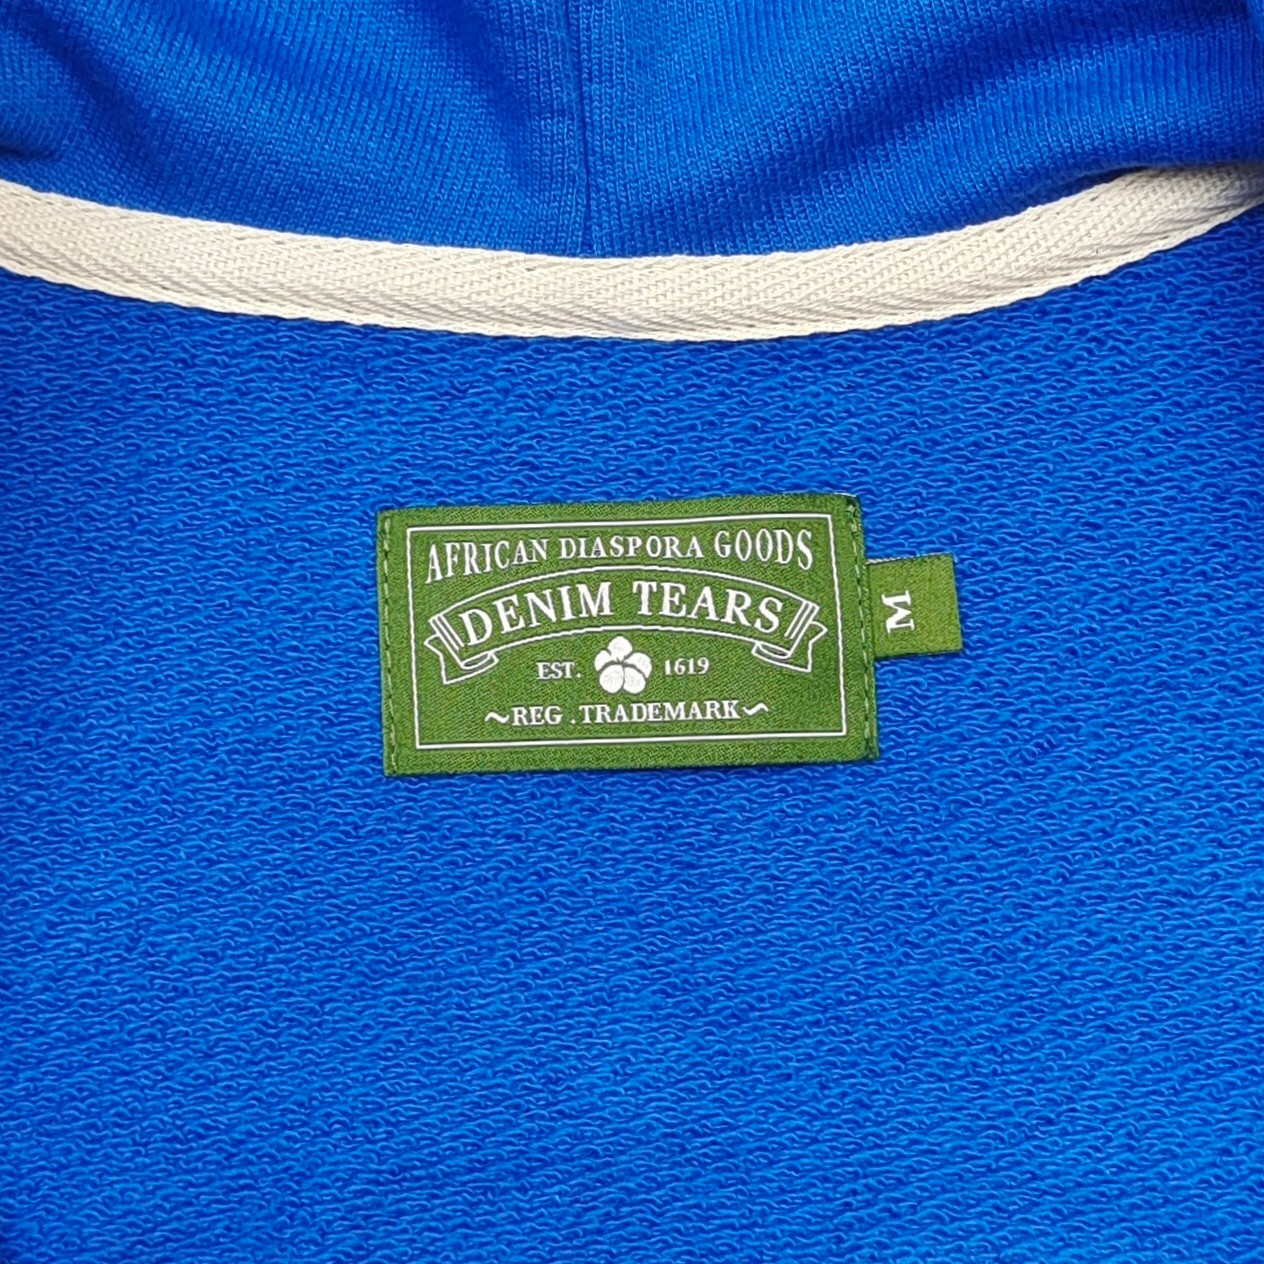 AFRICAN DIASPORA GOODS
DENIM TEARS
EST. 1619
~REG .TRADEMARK~
M